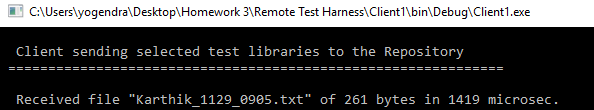 C:\Users\yogendra\Desktop\Homework 3\Remote Test Harness\Client1\bin\Debug\Client1.exe
Client sending selected test libraries to the Repository
==============================================================
Received file "Karthik_1129_0905.txt" of 261 bytes in 1419 microsec.